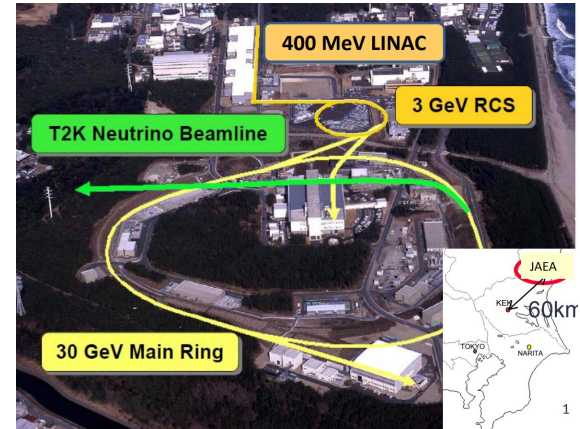 400 MeV LINAC
3 GeV RCS
T2K Neutrino Beamline
JAEA
KEK
60km
TOKYO
NARITA
30 GeV Main Ring
1